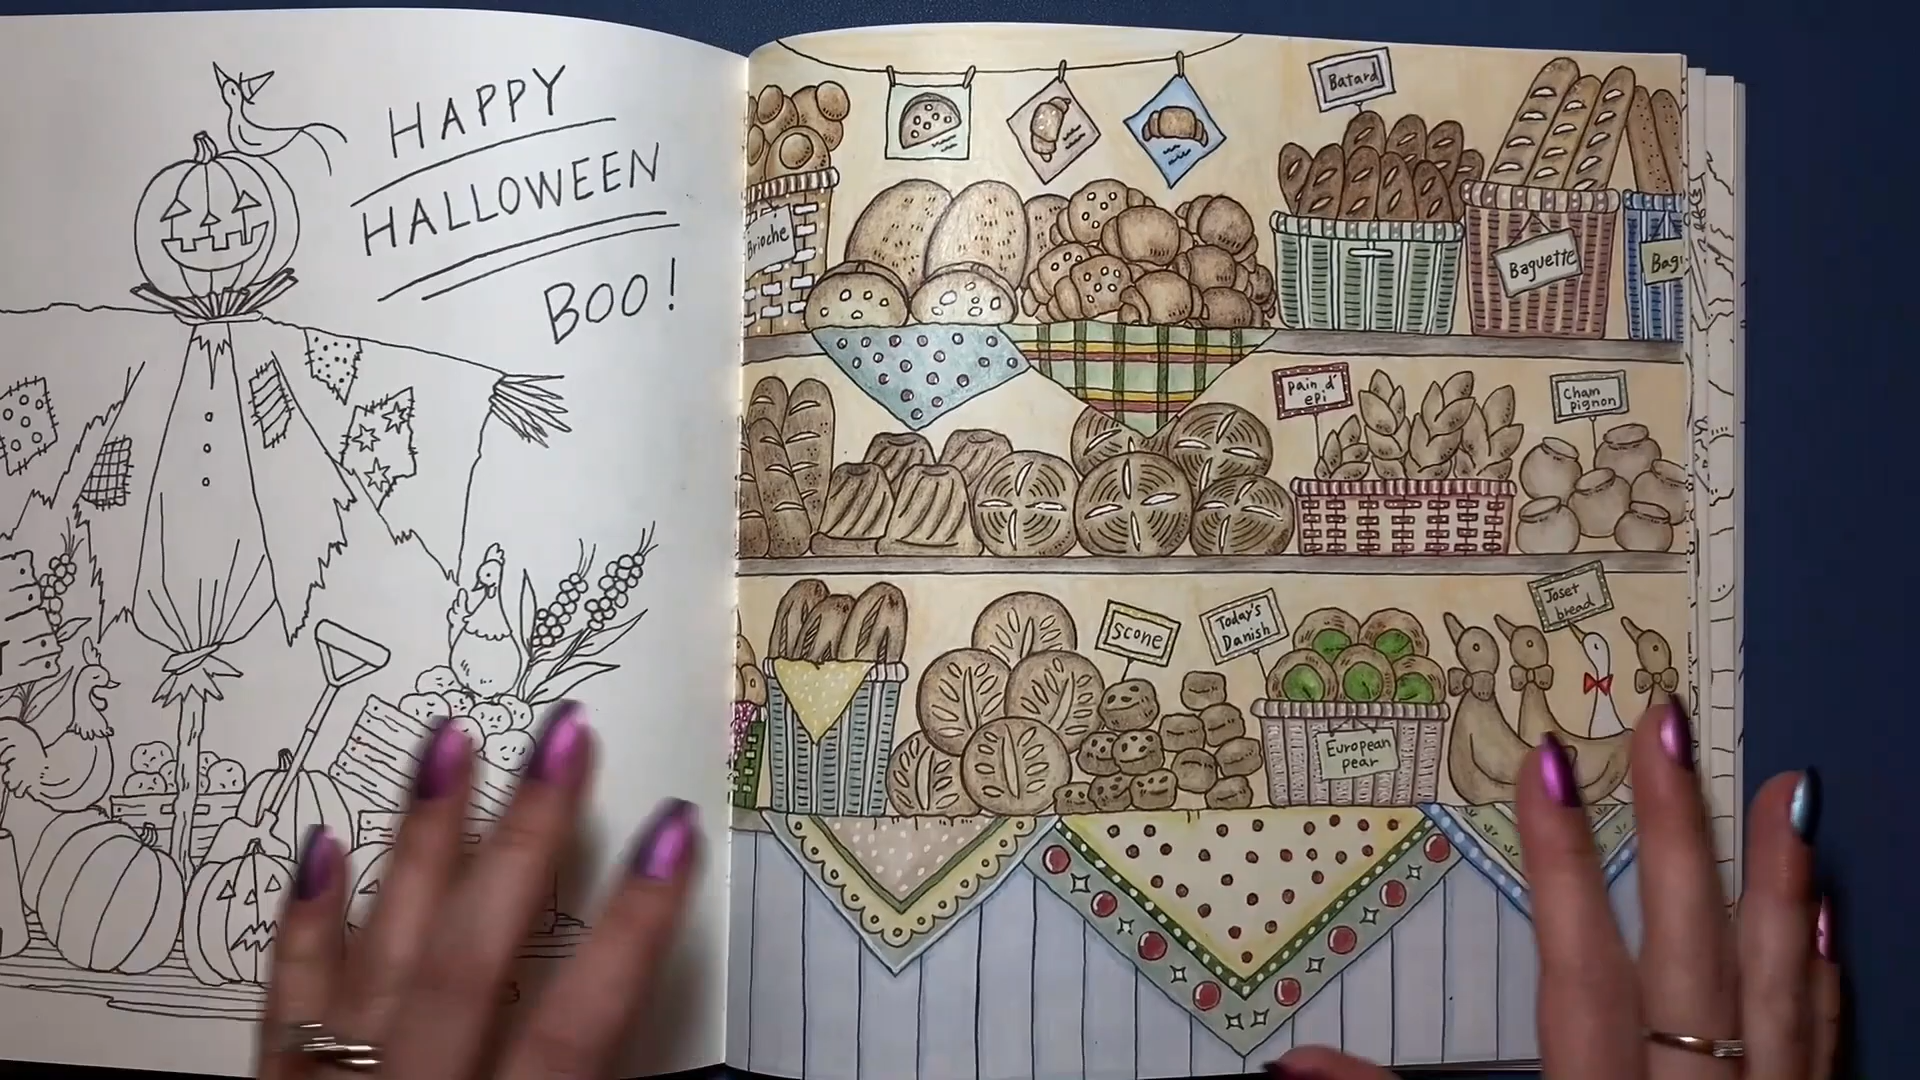 HAPPY
HALLOWEEN
BOO!
Batard
Brioche
Baguette
Pain d'
epi
Cham
pignon
Scone
Today's
Danish
Joset
bread
European
pear